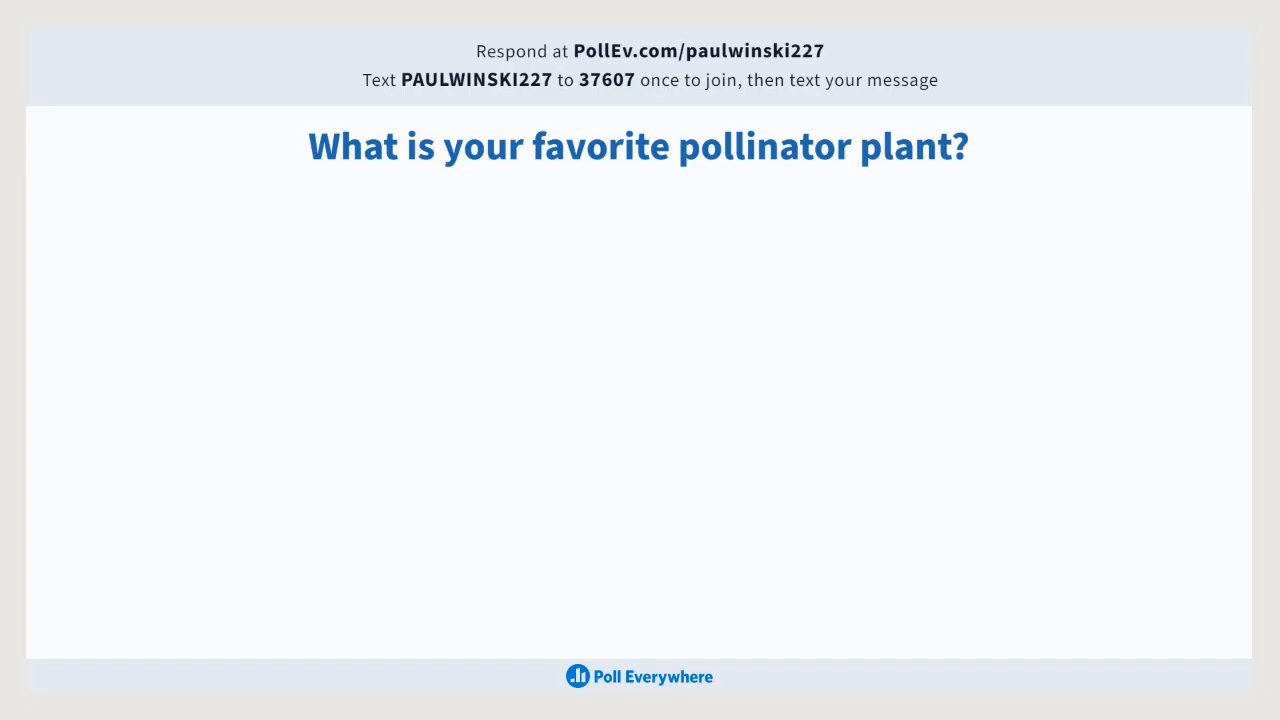 Respond at PollEv.com/paulwinski227
Text PAULWINSKI227 to 37607 once to join, then text your message
What is your favorite pollinator plant?
Poll Everywhere